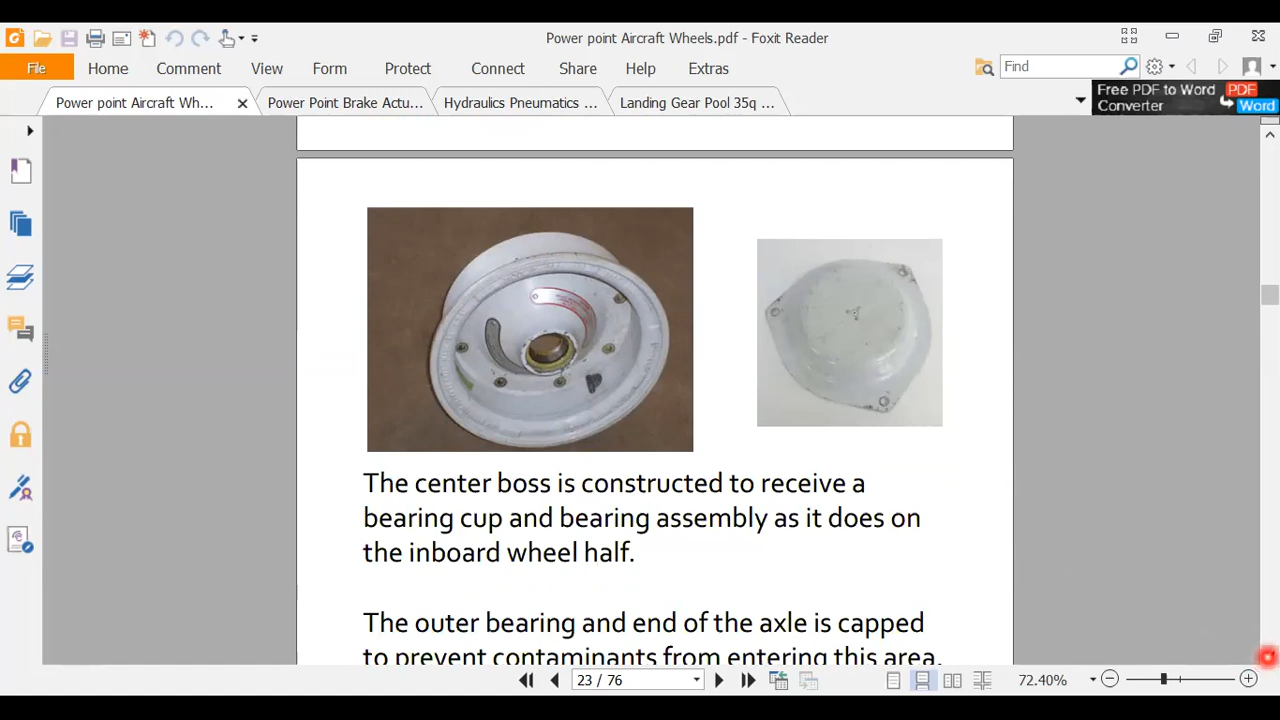 Power point Aircraft Wheels.pdf - Foxit Reader
File Home Comment View Form Protect Connect Share Help Extras Find
Power point Aircraft Wh... Power Point Brake Actu... Hydraulics Pneumatics ... Landing Gear Pool 35q ...
Free PDF to Word
Converter
PDF
Word
The center boss is constructed to receive a
bearing cup and bearing assembly as it does on
the inboard wheel half.
The outer bearing and end of the axle is capped
to prevent contaminants from entering this area.
23 / 76
72.40%